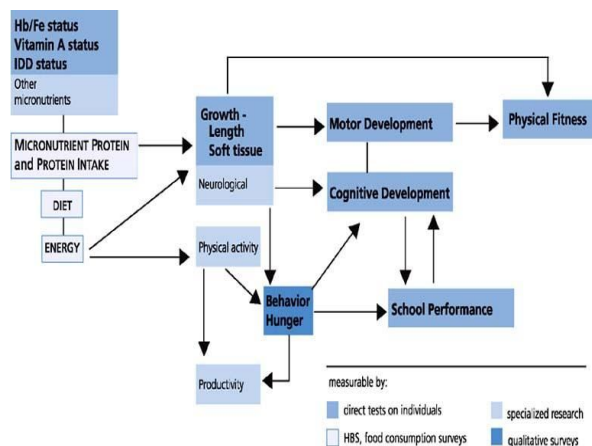 Hb/Fe status
Vitamin A status
IDD status
Other
micronutrients
MICRONUTRIENT PROTEIN
and PROTEIN INTAKE
DIET
ENERGY
Growth -
Length
Soft tissue
Neurological
Physical activity
Productivity
Behavior
Hunger
Motor Development
Cognitive Development
Physical Fitness
School Performance
measurable by:
direct tests on individuals
specialized research
HBS, food consumption surveys
qualitative surveys